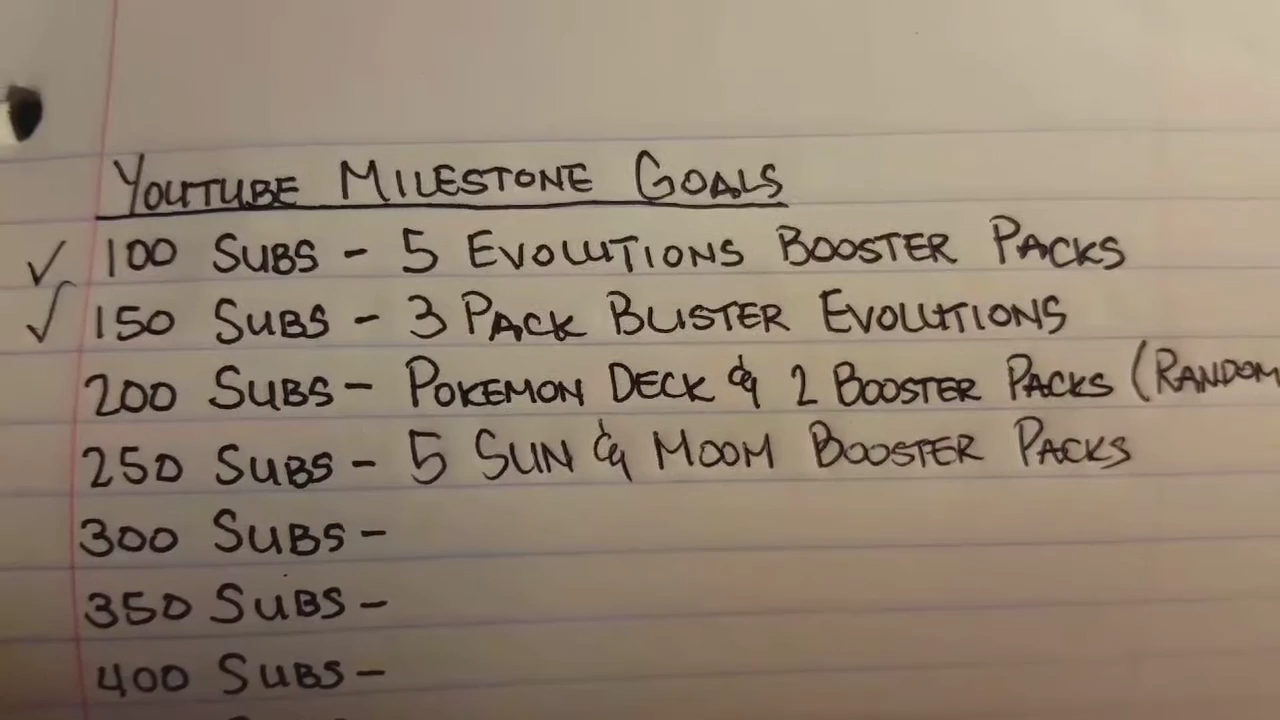 YOUTUBE MILESTONE GOALS
✓ 100 SUBS - 5 EVOLUTIONS BOOSTER PACKS
✓ 150 SUBS - 3 PACK BLISTER EVOLUTIONS
200 SUBS - POKEMON DECK & 2 BOOSTER PACKS (RANDOM
250 SUBS - 5 SUN & MOOM BOOSTER PACKS
300 SUBS -
350 SUBS -
400 SUBS -